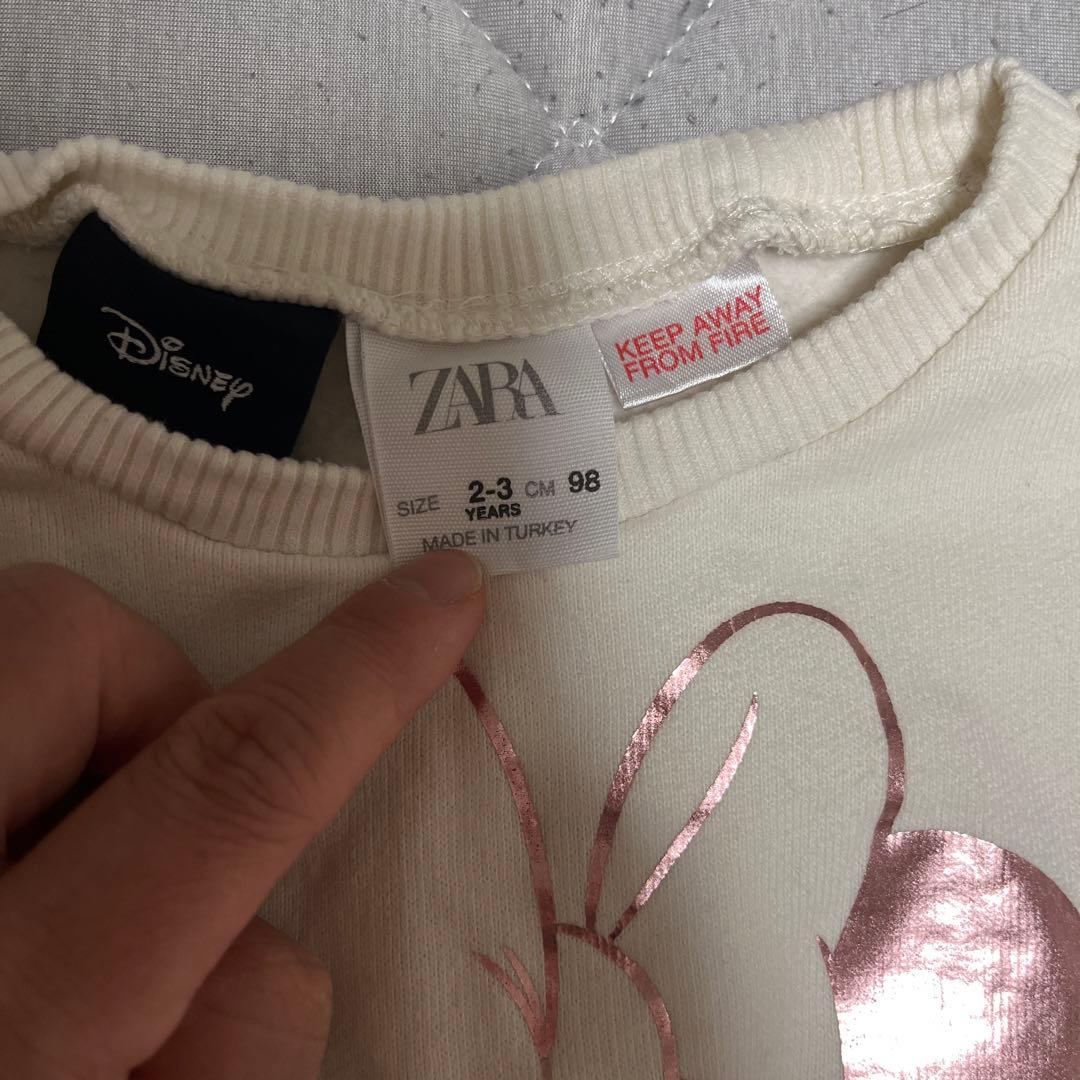 Disney
ZARA
SIZE 2-3 CM 98
YEARS
MADE IN TURKEY
KEEP AWAY
FROM FIRE